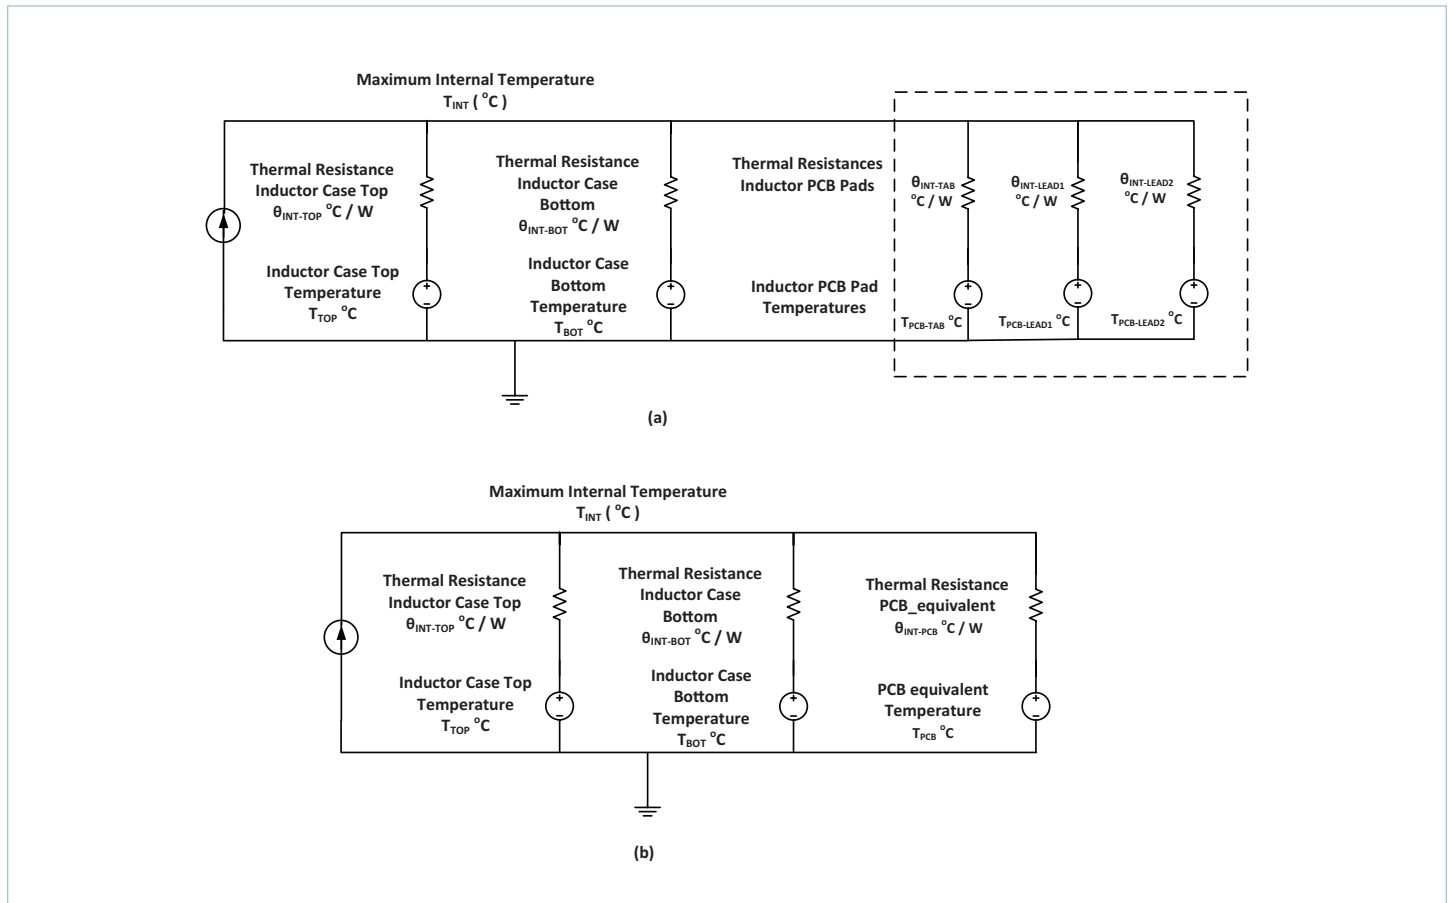 Maximum Internal Temperature
T_INT ( °C )
Thermal Resistance
Inductor Case Top
θ_INT-TOP °C / W
Inductor Case Top
Temperature
T_TOP °C
Thermal Resistance
Inductor Case
Bottom
θ_INT-BOT °C / W
Inductor Case
Bottom
Temperature
T_BOT °C
Thermal Resistances
Inductor PCB Pads
Inductor PCB Pad
Temperatures
θ_INT-TAB
°C / W
+
−
T_PCB-TAB °C
θ_INT-LEAD1
°C / W
+
−
T_PCB-LEAD1 °C
θ_INT-LEAD2
°C / W
+
−
T_PCB-LEAD2 °C
+
−
+
−
(a)
Maximum Internal Temperature
T_INT ( °C )
Thermal Resistance
Inductor Case Top
θ_INT-TOP °C / W
Inductor Case Top
Temperature
T_TOP °C
+
−
Thermal Resistance
Inductor Case
Bottom
θ_INT-BOT °C / W
Inductor Case
Bottom
Temperature
T_BOT °C
+
−
Thermal Resistance
PCB_equivalent
θ_INT-PCB °C / W
PCB equivalent
Temperature
T_PCB °C
+
−
(b)